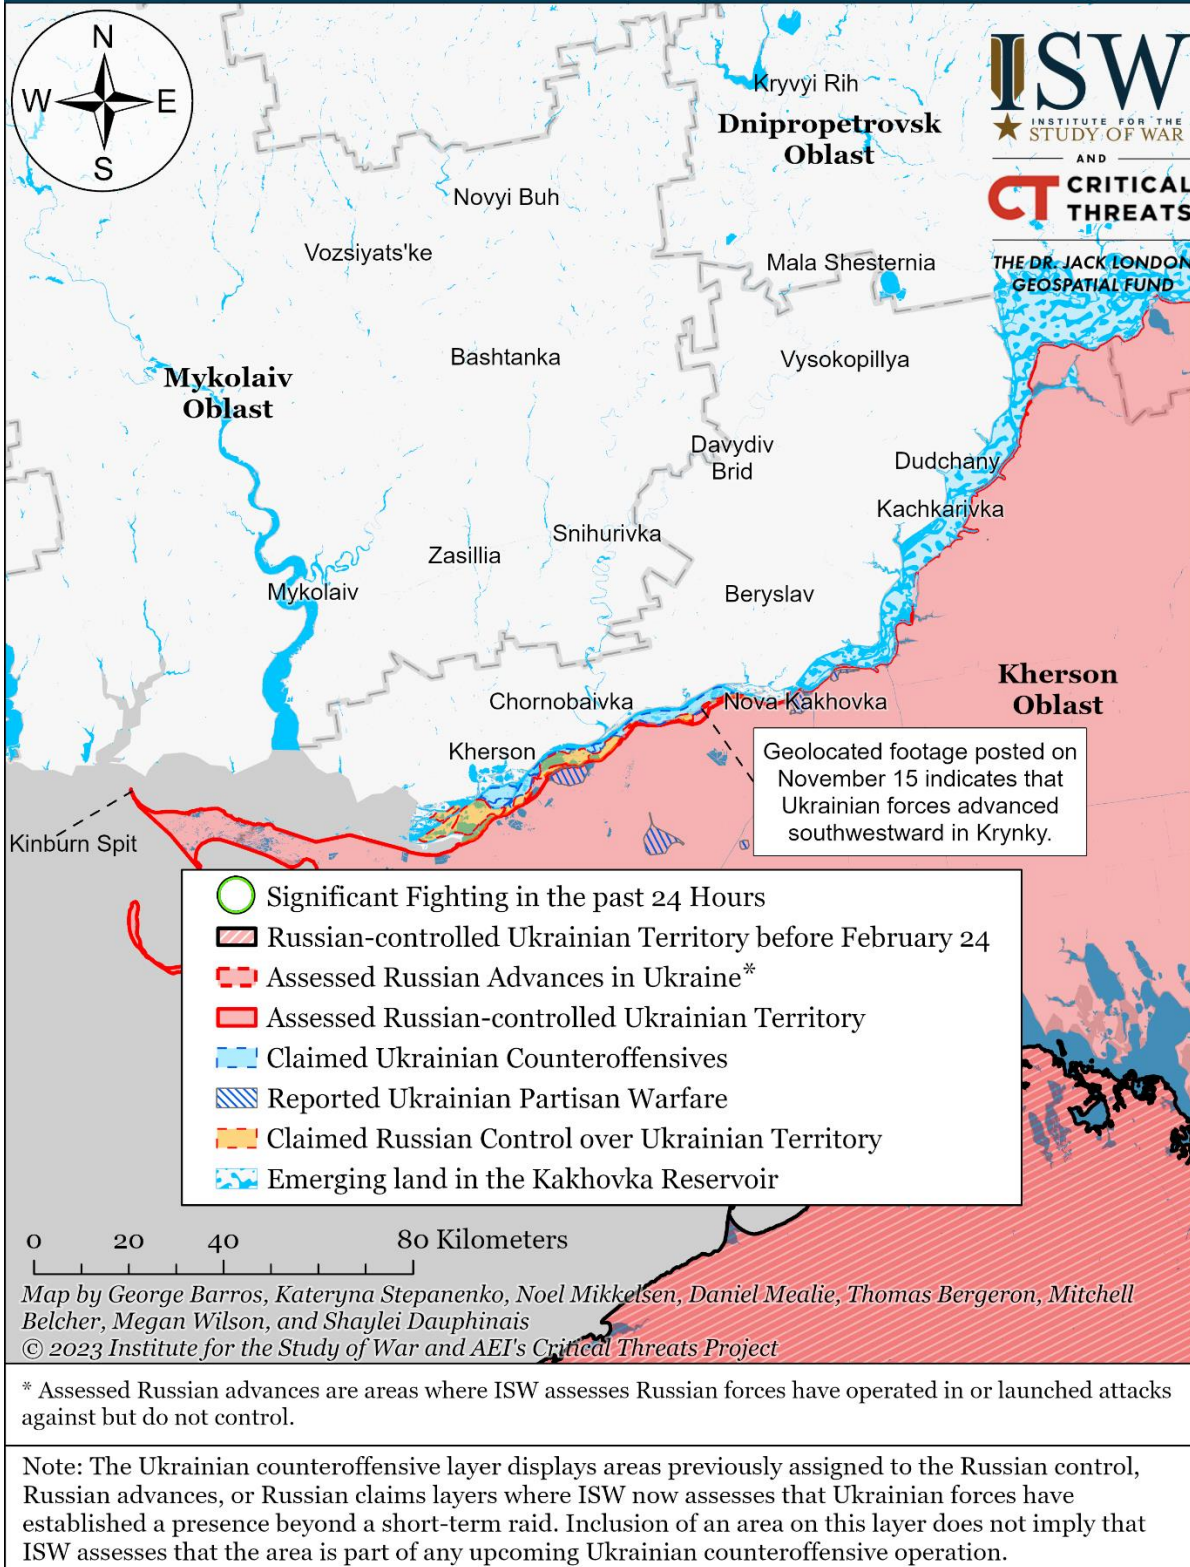 N
W
E
S
ISW
INSTITUTE FOR THE
STUDY OF WAR
AND
CT CRITICAL
THREATS
THE DR. JACK LONDON
GEOSPATIAL FUND
Kryvyi Rih
Dnipropetrovsk
Oblast
Novyi Buh
Vozsiyats'ke
Mala Shesternia
Bashtanka
Vysokopillya
Mykolaiv
Oblast
Davydiv
Brid
Dudchany
Kachkarivka
Snihurivka
Zasillia
Mykolaiv
Beryslav
Kherson
Oblast
Chornobaivka
Nova Kakhovka
Kherson
Geolocated footage posted on
November 15 indicates that
Ukrainian forces advanced
southwestward in Krynky.
Kinburn Spit
Significant Fighting in the past 24 Hours
Russian-controlled Ukrainian Territory before February 24
Assessed Russian Advances in Ukraine*
Assessed Russian-controlled Ukrainian Territory
Claimed Ukrainian Counteroffensives
Reported Ukrainian Partisan Warfare
Claimed Russian Control over Ukrainian Territory
Emerging land in the Kakhovka Reservoir
0 20 40 80 Kilometers
Map by George Barros, Kateryna Stepanenko, Noel Mikkelsen, Daniel Mealie, Thomas Bergeron, Mitchell
Belcher, Megan Wilson, and Shaylei Dauphinais
© 2023 Institute for the Study of War and AEI's Critical Threats Project
* Assessed Russian advances are areas where ISW assesses Russian forces have operated in or launched attacks
against but do not control.
Note: The Ukrainian counteroffensive layer displays areas previously assigned to the Russian control,
Russian advances, or Russian claims layers where ISW now assesses that Ukrainian forces have
established a presence beyond a short-term raid. Inclusion of an area on this layer does not imply that
ISW assesses that the area is part of any upcoming Ukrainian counteroffensive operation.